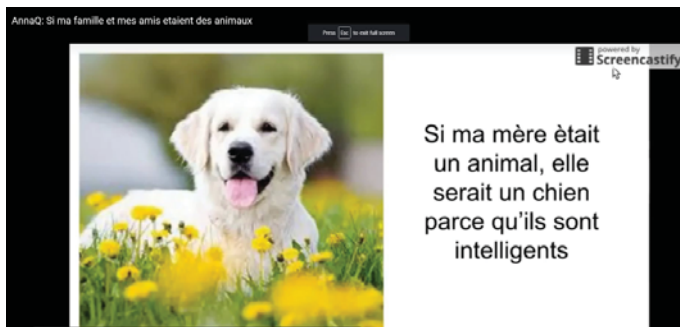 AnnaQ: Si ma famille et mes amis etaient des animaux
Press Esc to exit full screen
powered by
Screencastify
Si ma mère ètait
un animal, elle
serait un chien
parce qu'ils sont
intelligents